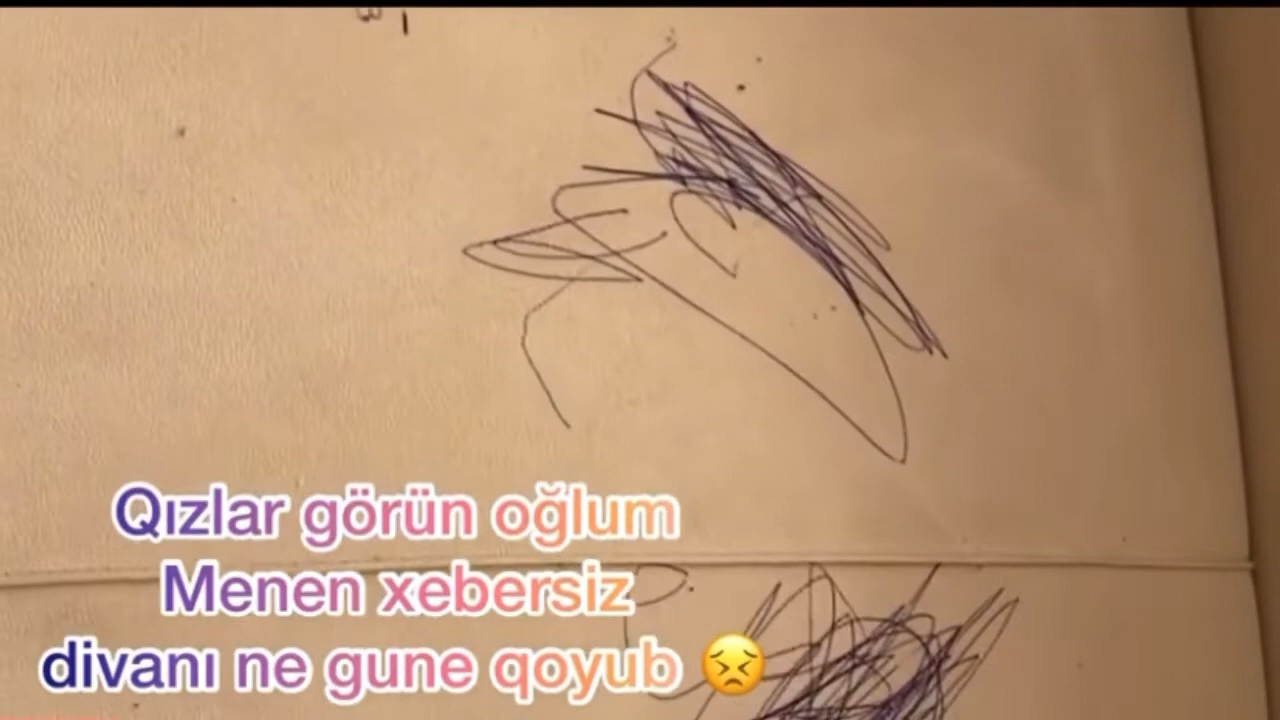 Qızlar görün oğlum
Menen xebersiz
divanı ne gune qoyub 😣